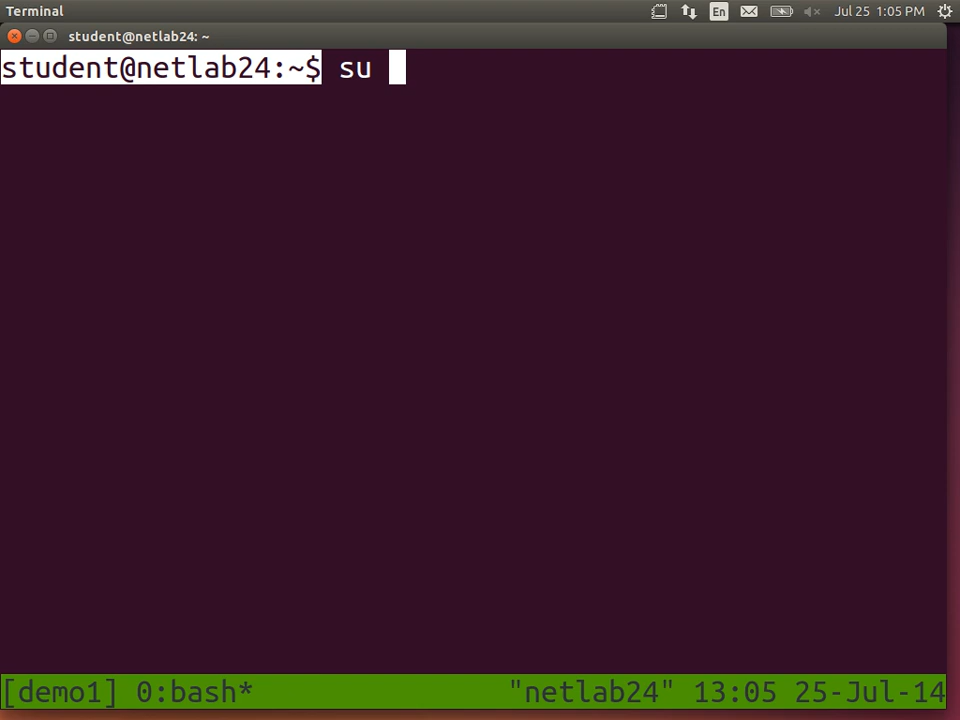 Terminal En Jul 25 1:05 PM
student@netlab24: ~
student@netlab24:~$ su
[demo1] 0:bash* "netlab24" 13:05 25-Jul-14